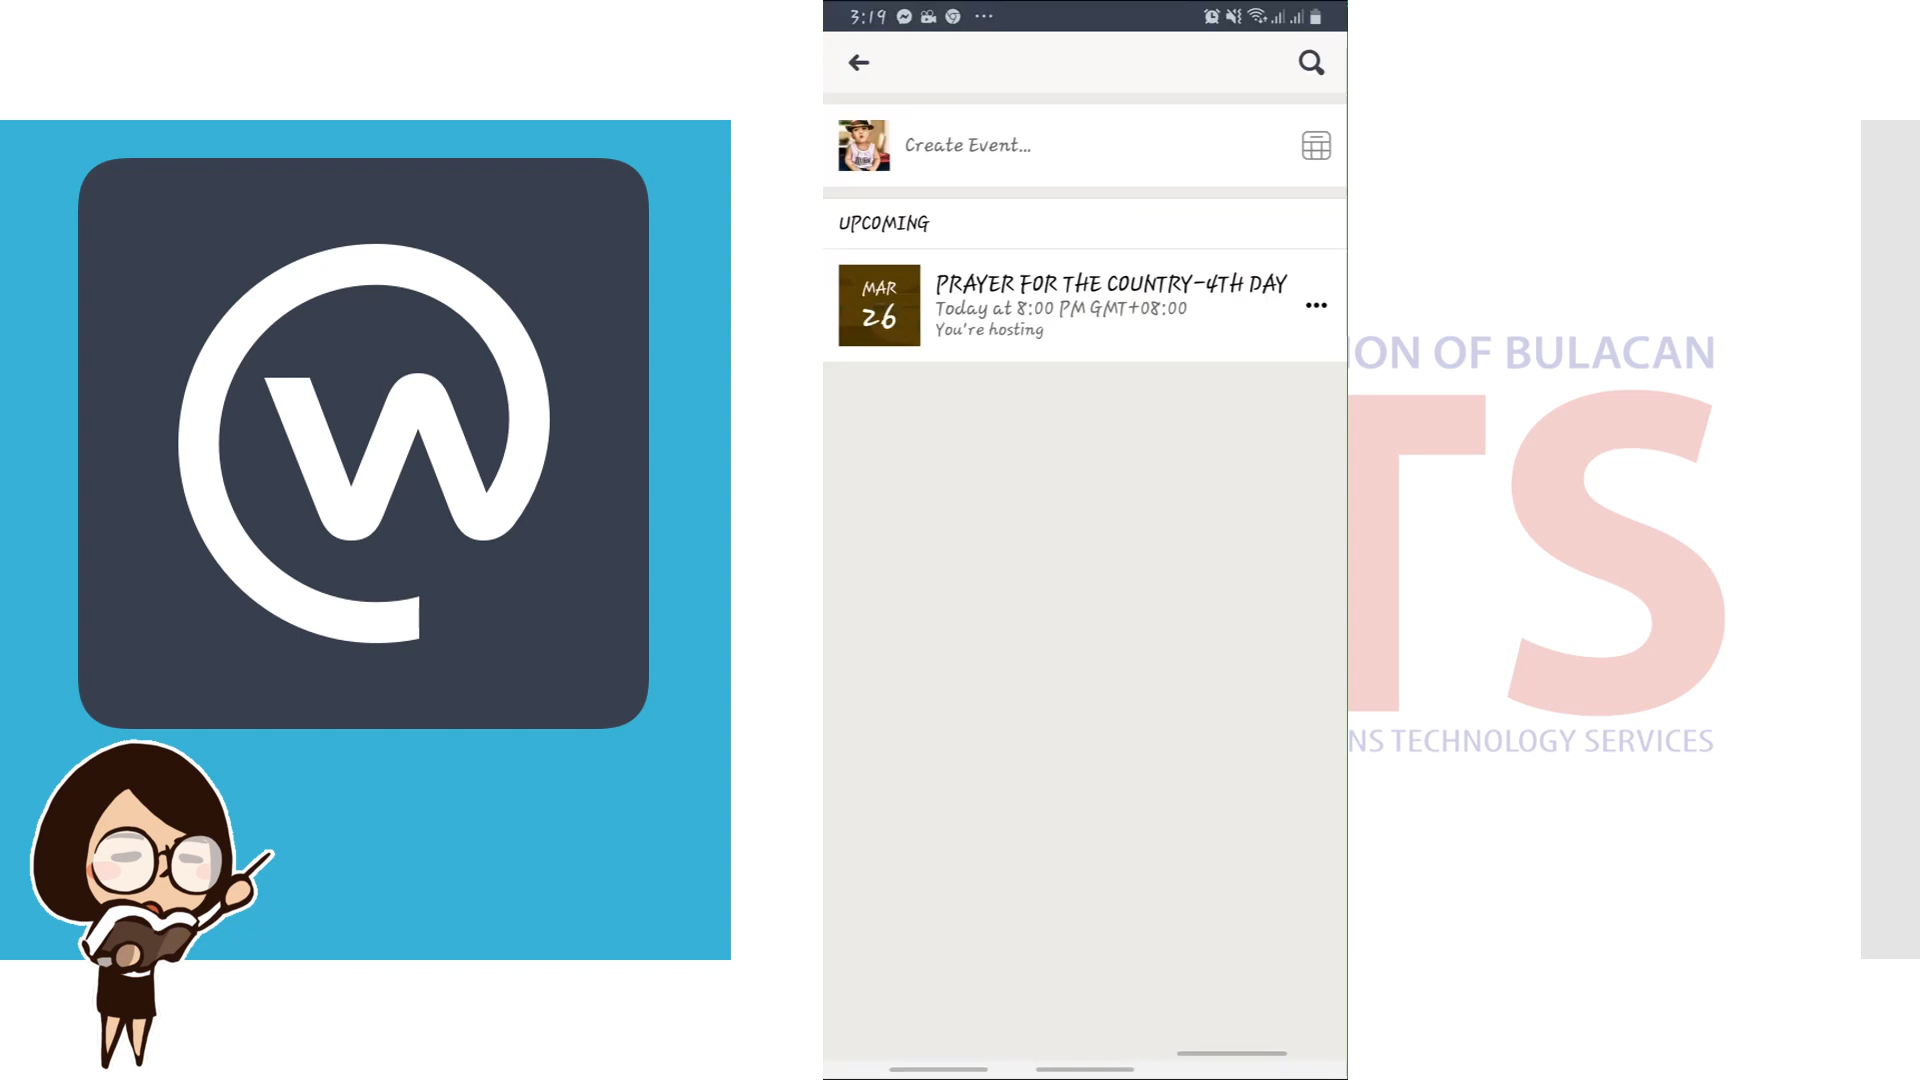 3:19
Create Event...
UPCOMING
MAR
26
PRAYER FOR THE COUNTRY-4TH DAY
Today at 8:00 PM GMT+08:00
You're hosting
ION OF BULACAN
TS
NS TECHNOLOGY SERVICES